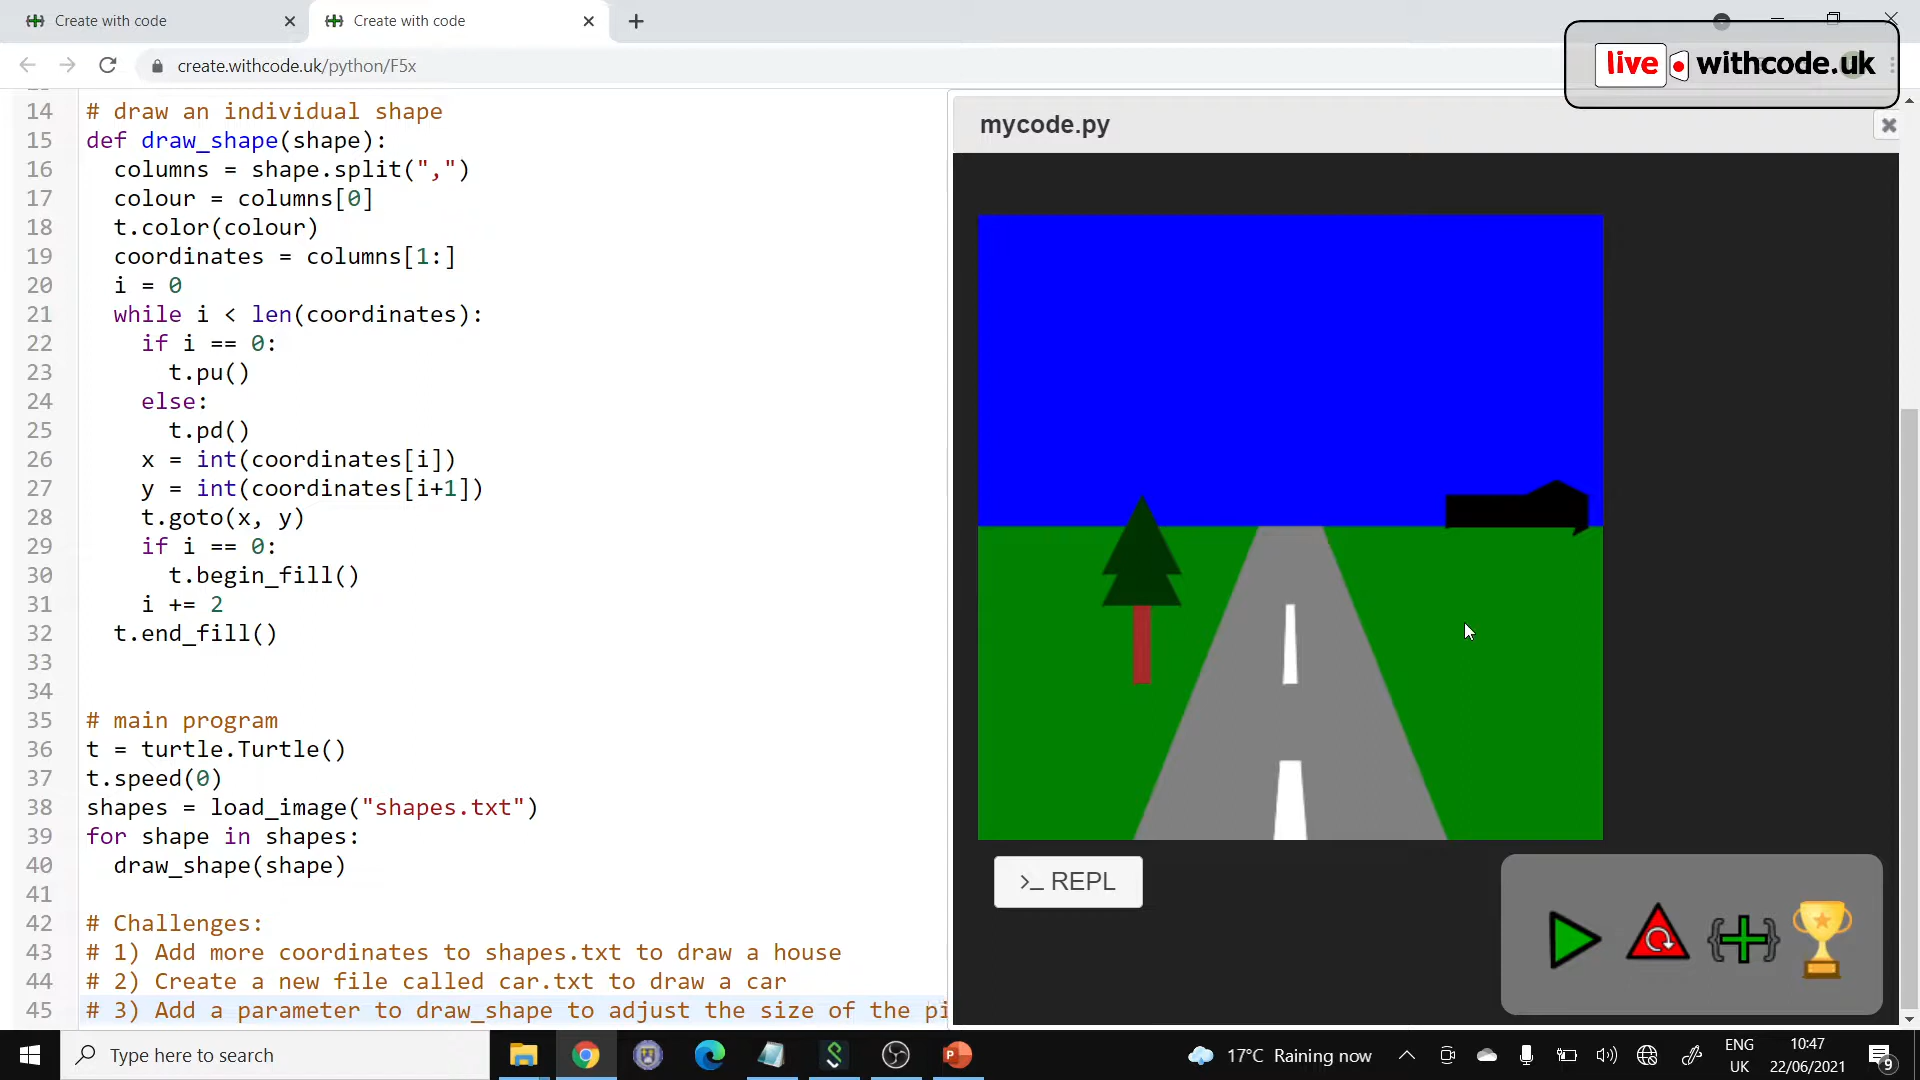 Create with code
Create with code
create.withcode.uk/python/F5x
live withcode.uk
14 # draw an individual shape
15 def draw_shape(shape):
16 columns = shape.split(",")
17 colour = columns[0]
18 t.color(colour)
19 coordinates = columns[1:]
20 i = 0
21 while i < len(coordinates):
22 if i == 0:
23 t.pu()
24 else:
25 t.pd()
26 x = int(coordinates[i])
27 y = int(coordinates[i+1])
28 t.goto(x, y)
29 if i == 0:
30 t.begin_fill()
31 i += 2
32 t.end_fill()
33
34
35 # main program
36 t = turtle.Turtle()
37 t.speed(0)
38 shapes = load_image("shapes.txt")
39 for shape in shapes:
40 draw_shape(shape)
41
42 # Challenges:
43 # 1) Add more coordinates to shapes.txt to draw a house
44 # 2) Create a new file called car.txt to draw a car
45 # 3) Add a parameter to draw_shape to adjust the size of the pi
mycode.py
>_ REPL
Type here to search
17°C Raining now
ENG
UK
10:47
22/06/2021
9